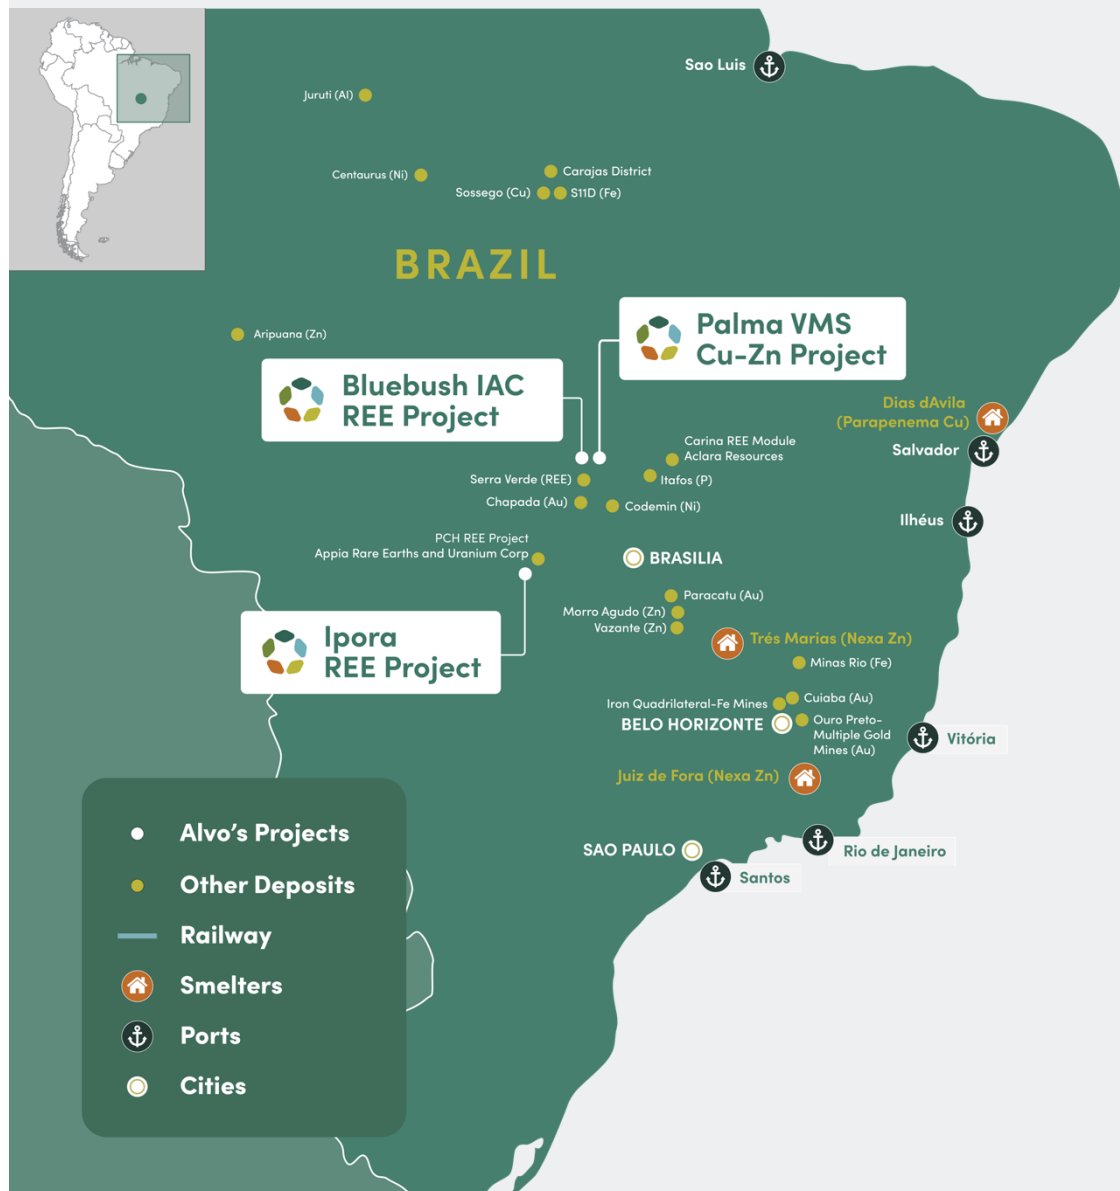 Sao Luis
Juruti (Al)
Centaurus (Ni)
Carajas District
Sossego (Cu)
S11D (Fe)
BRAZIL
Aripuana (Zn)
Palma VMS
Cu-Zn Project
Bluebush IAC
REE Project
Dias dAvila
(Parapenema Cu)
Salvador
Carina REE Module
Aclara Resources
Serra Verde (REE)
Itafos (P)
Chapada (Au)
Codemin (Ni)
Ilhéus
PCH REE Project
Appia Rare Earths and Uranium Corp
BRASILIA
Paracatu (Au)
Morro Agudo (Zn)
Vazante (Zn)
Ipora
REE Project
Trés Marias (Nexa Zn)
Minas Rio (Fe)
Iron Quadrilateral-Fe Mines
Cuiaba (Au)
BELO HORIZONTE
Ouro Preto-
Multiple Gold
Mines (Au)
Vitória
Juiz de Fora (Nexa Zn)
SAO PAULO
Rio de Janeiro
Santos
Alvo's Projects
Other Deposits
Railway
Smelters
Ports
Cities